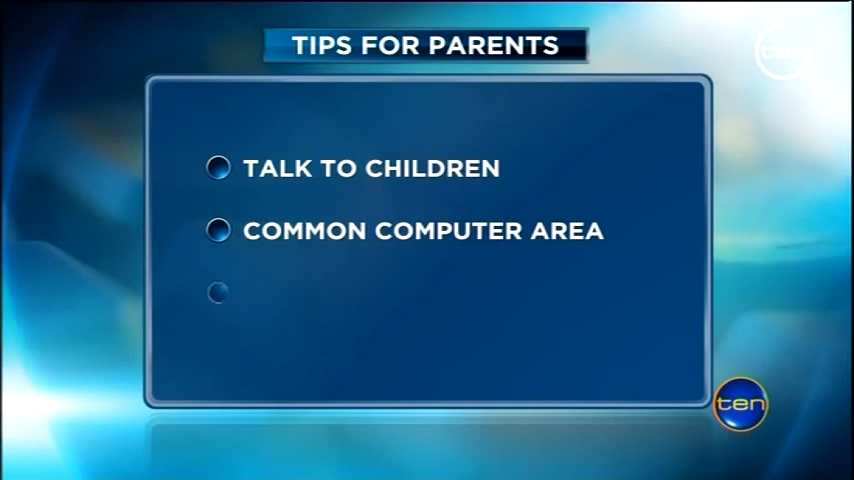 TIPS FOR PARENTS
ten
TALK TO CHILDREN
COMMON COMPUTER AREA
ten